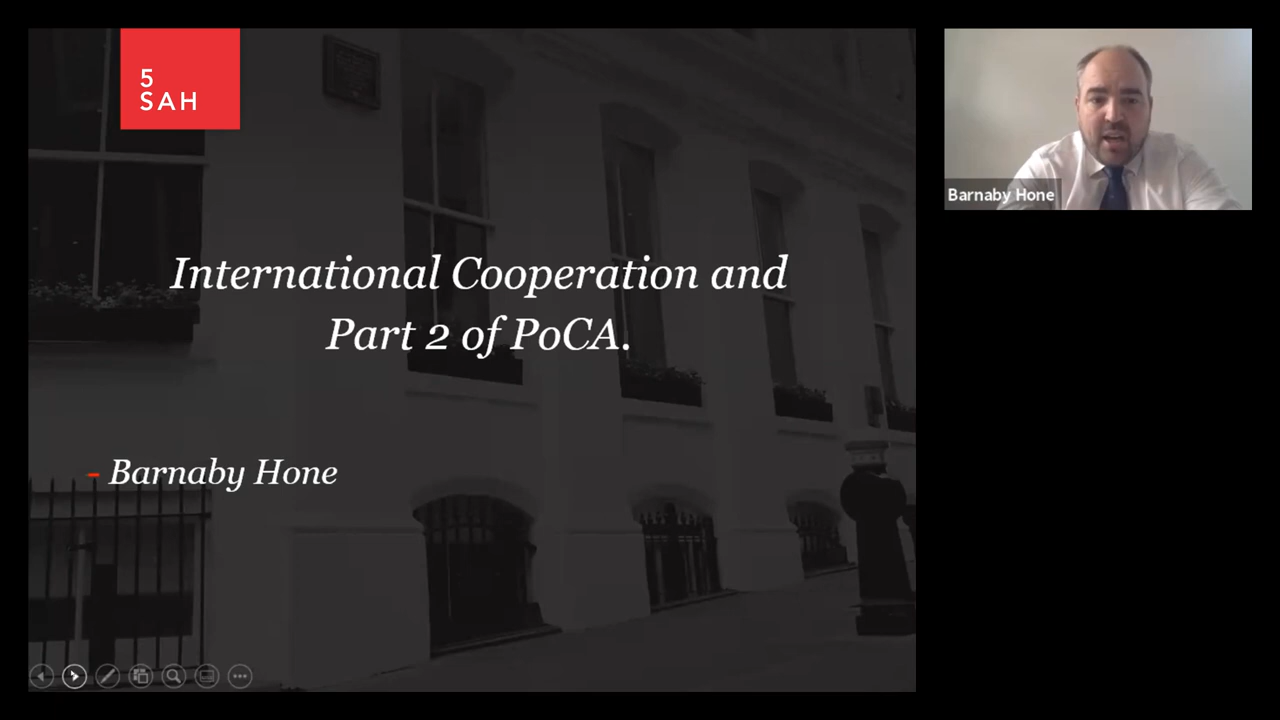 5
SAH
International Cooperation and
Part 2 of PoCA.
- Barnaby Hone
Barnaby Hone